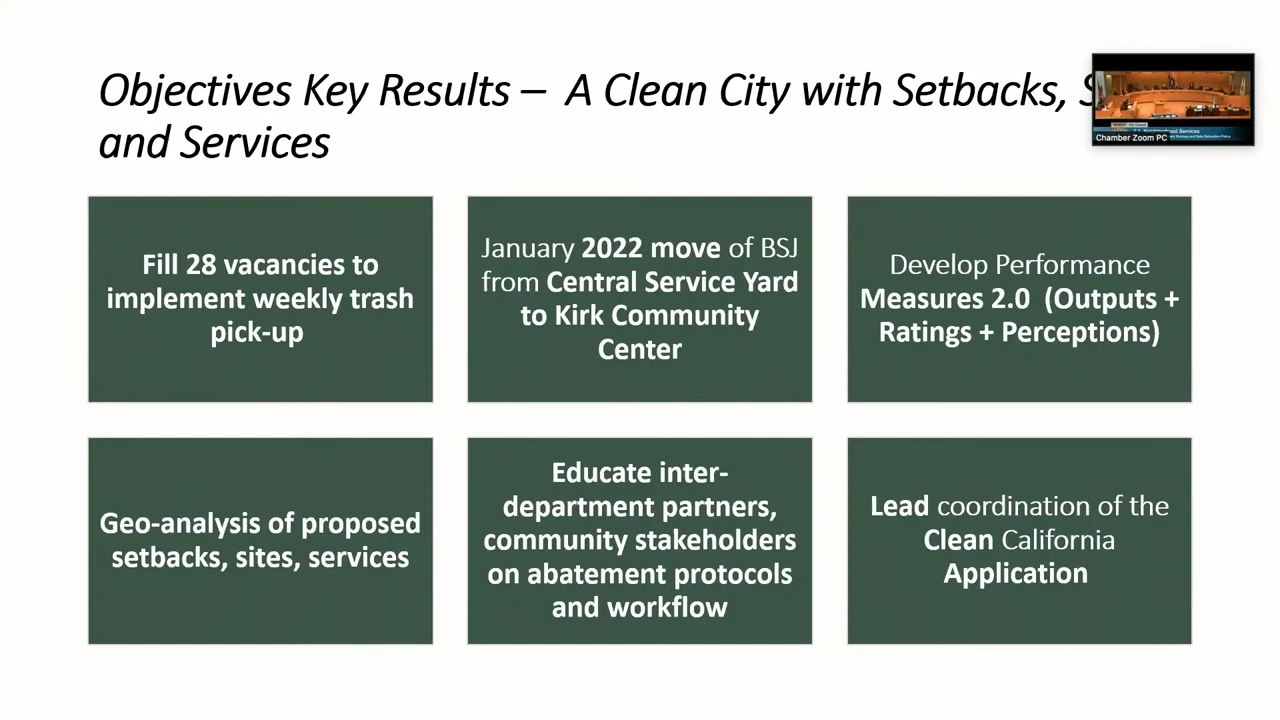 Objectives Key Results – A Clean City with Setbacks,
and Services
Chamber Zoom PC
Fill 28 vacancies to
implement weekly trash
pick-up
January 2022 move of BSJ
from Central Service Yard
to Kirk Community
Center
Develop Performance
Measures 2.0 (Outputs +
Ratings + Perceptions)
Geo-analysis of proposed
setbacks, sites, services
Educate inter-
department partners,
community stakeholders
on abatement protocols
and workflow
Lead coordination of the
Clean California
Application